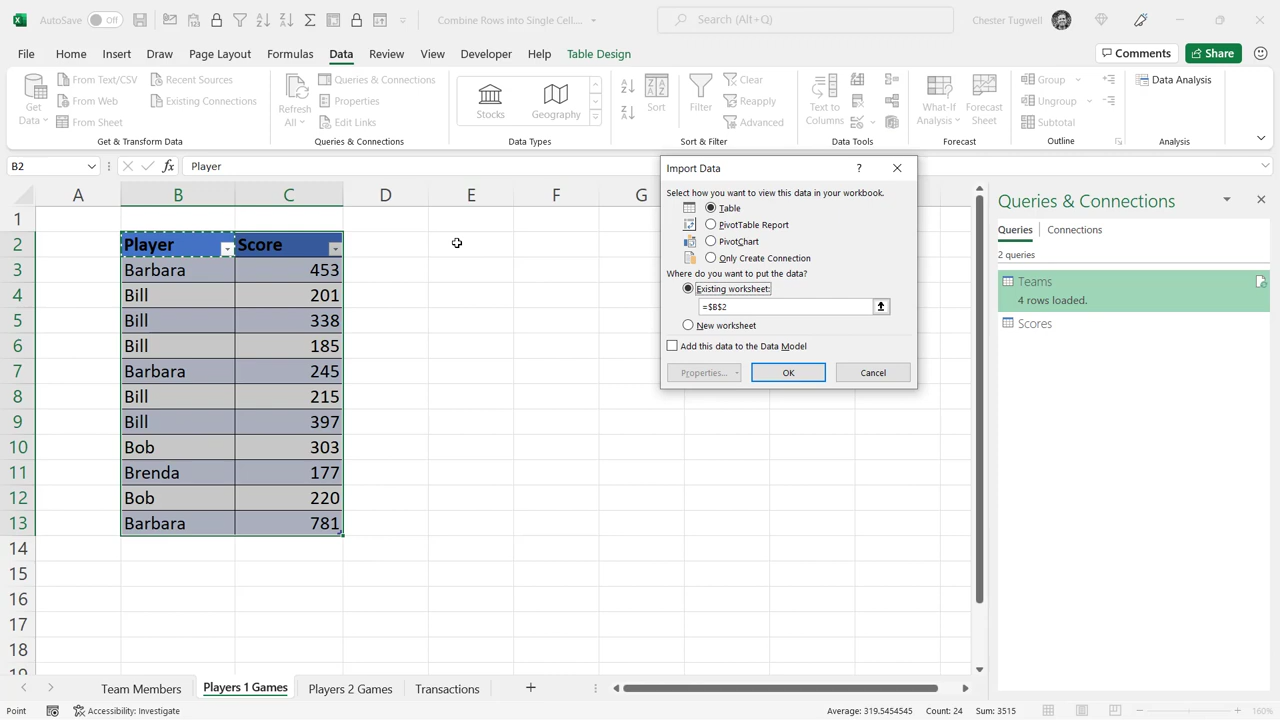 AutoSave
Off
Combine Rows into Single Cell...
Search (Alt+Q)
Chester Tugwell
File
Home
Insert
Draw
Page Layout
Formulas
Data
Review
View
Developer
Help
Table Design
Comments
Share
Get
Data
From Text/CSV
From Web
From Sheet
Recent Sources
Existing Connections
Get & Transform Data
Refresh
All
Queries & Connections
Properties
Edit Links
Queries & Connections
Stocks
Geography
Data Types
Sort
Filter
Clear
Reapply
Advanced
Sort & Filter
Text to
Columns
Data Tools
What-If
Analysis
Forecast
Sheet
Forecast
Group
Ungroup
Subtotal
Outline
Data Analysis
Analysis
B2
fx
Player
A B C D E F G
1
2 Player Score
3 Barbara 453
4 Bill 201
5 Bill 338
6 Bill 185
7 Barbara 245
8 Bill 215
9 Bill 397
10 Bob 303
11 Brenda 177
12 Bob 220
13 Barbara 781
14
15
16
17
18
19
Import Data
?
Select how you want to view this data in your workbook.
Table
PivotTable Report
PivotChart
Only Create Connection
Where do you want to put the data?
Existing worksheet:
=$B$2
New worksheet
Add this data to the Data Model
Properties...
OK
Cancel
Queries & Connections
Queries
Connections
2 queries
Teams
4 rows loaded.
Scores
Team Members
Players 1 Games
Players 2 Games
Transactions
Point
Accessibility: Investigate
Average: 319.5454545
Count: 24
Sum: 3515
160%